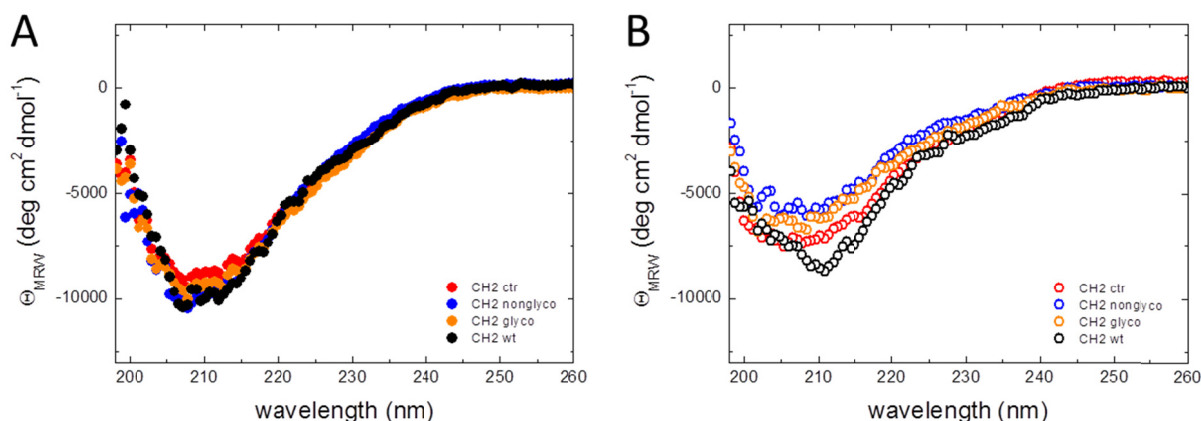 A
B
0
-5000
-10000
Θ_MRW (deg cm² dmol⁻¹)
CH2 ctr
CH2 nonglyco
CH2 glyco
CH2 wt
200 210 220 230 240 250 260
wavelength (nm)
0
-5000
-10000
Θ_MRW (deg cm² dmol⁻¹)
CH2 ctr
CH2 nonglyco
CH2 glyco
CH2 wt
200 210 220 230 240 250 260
wavelength (nm)